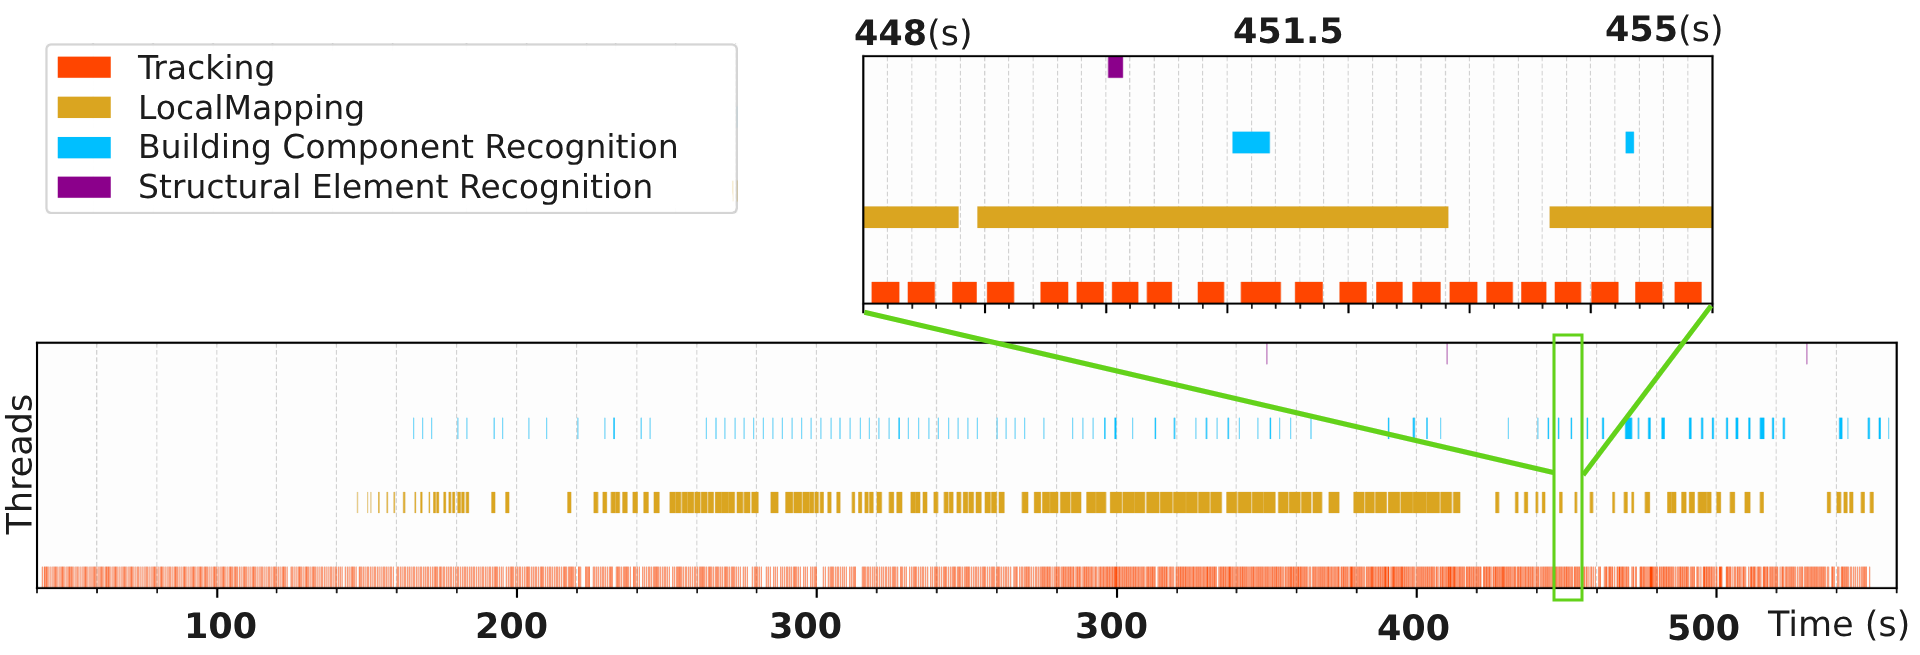 448(s) 451.5 455(s)
Tracking
LocalMapping
Building Component Recognition
Structural Element Recognition
Threads
100 200 300 300 400 500 Time (s)